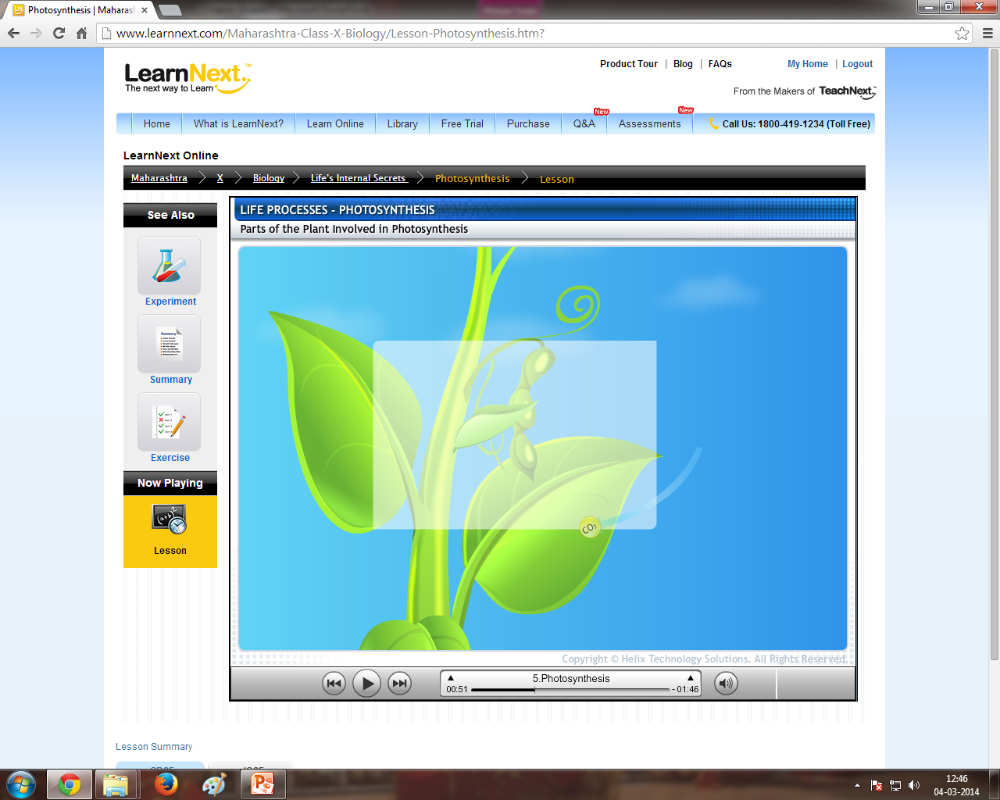 Photosynthesis | Maharash
www.learnnext.com/Maharashtra-Class-X-Biology/Lesson-Photosynthesis.htm?
LearnNext.™
The next way to Learn
Product Tour | Blog | FAQs
My Home | Logout
From the Makers of TeachNext.™
Home
What is LearnNext?
Learn Online
Library
Free Trial
Purchase
Q&A
New
Assessments
New
Call Us: 1800-419-1234 (Toll Free)
LearnNext Online
Maharashtra > X > Biology > Life's Internal Secrets > Photosynthesis > Lesson
See Also
Experiment
Summary
Summary
Exercise
Now Playing
Lesson
LIFE PROCESSES - PHOTOSYNTHESIS
Parts of the Plant Involved in Photosynthesis
CO₂
Copyright © Helix Technology Solutions. All Rights Reserved.
5.Photosynthesis
00:51
- 01:46
Lesson Summary
12:46
04-03-2014